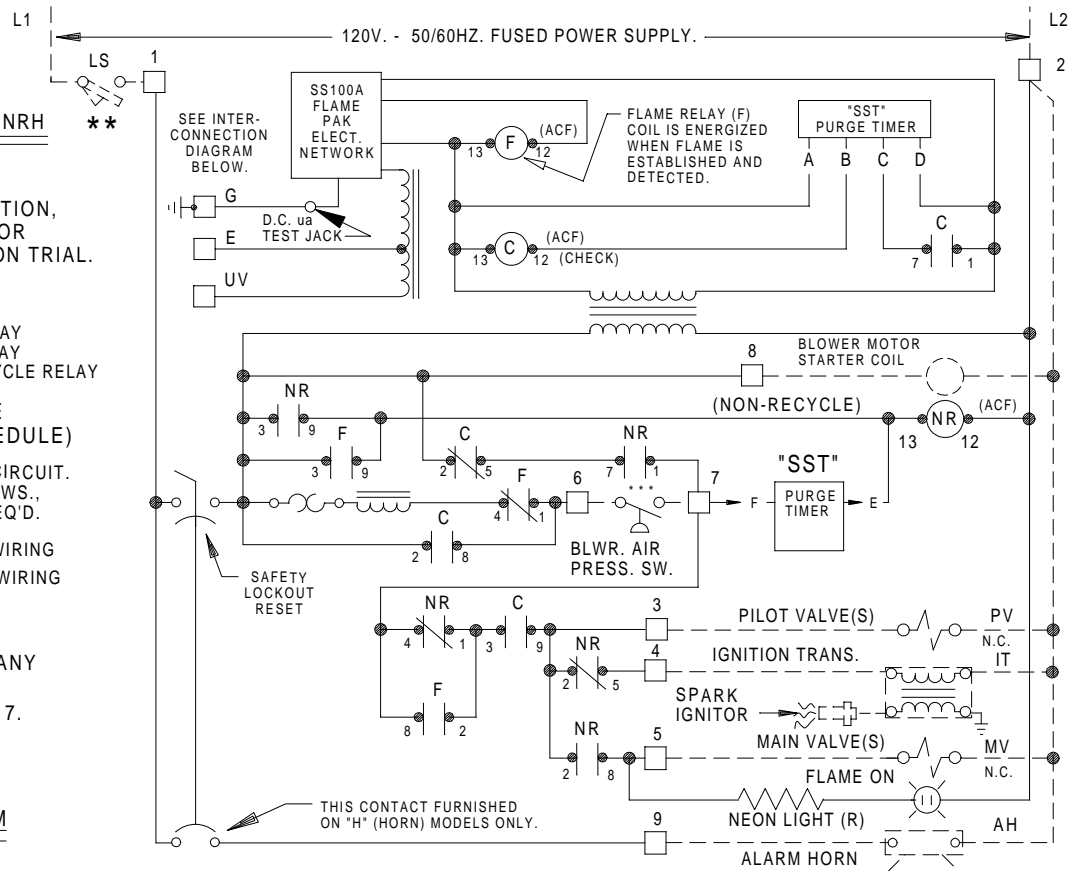 L1
L2
120V. - 50/60HZ. FUSED POWER SUPPLY.
LS
1
2
**
NRH
SEE INTER-
CONNECTION
DIAGRAM
BELOW.
SS100A
FLAME
PAK
ELECT.
NETWORK
13
F
12
(ACF)
FLAME RELAY (F)
COIL IS ENERGIZED
WHEN FLAME IS
ESTABLISHED AND
DETECTED.
"SST"
PURGE TIMER
A B C D
G
D.C. ua
TEST JACK
E
UV
13
C
12
(ACF)
(CHECK)
C
7
1
TION,
OR
ON TRIAL.
AY
AY
YCLE RELAY
E
EDULE)
CIRCUIT.
WS.,
EQ'D.
WIRING
WIRING
ANY
7.
M
8
BLOWER MOTOR
STARTER COIL
NR
3
9
(NON-RECYCLE)
13
NR
12
(ACF)
F
3
9
C
2
5
NR
7
1
F
4
1
6
***
7
F
"SST"
PURGE
TIMER
E
C
2
8
BLWR. AIR
PRESS. SW.
SAFETY
LOCKOUT
RESET
NR
4
1
C
3
9
3
PILOT VALVE(S)
PV
N.C.
F
8
2
NR
2
5
4
IGNITION TRANS.
IT
SPARK
IGNITOR
NR
2
8
5
MAIN VALVE(S)
MV
N.C.
FLAME ON
NEON LIGHT (R)
THIS CONTACT FURNISHED
ON "H" (HORN) MODELS ONLY.
9
AH
ALARM HORN